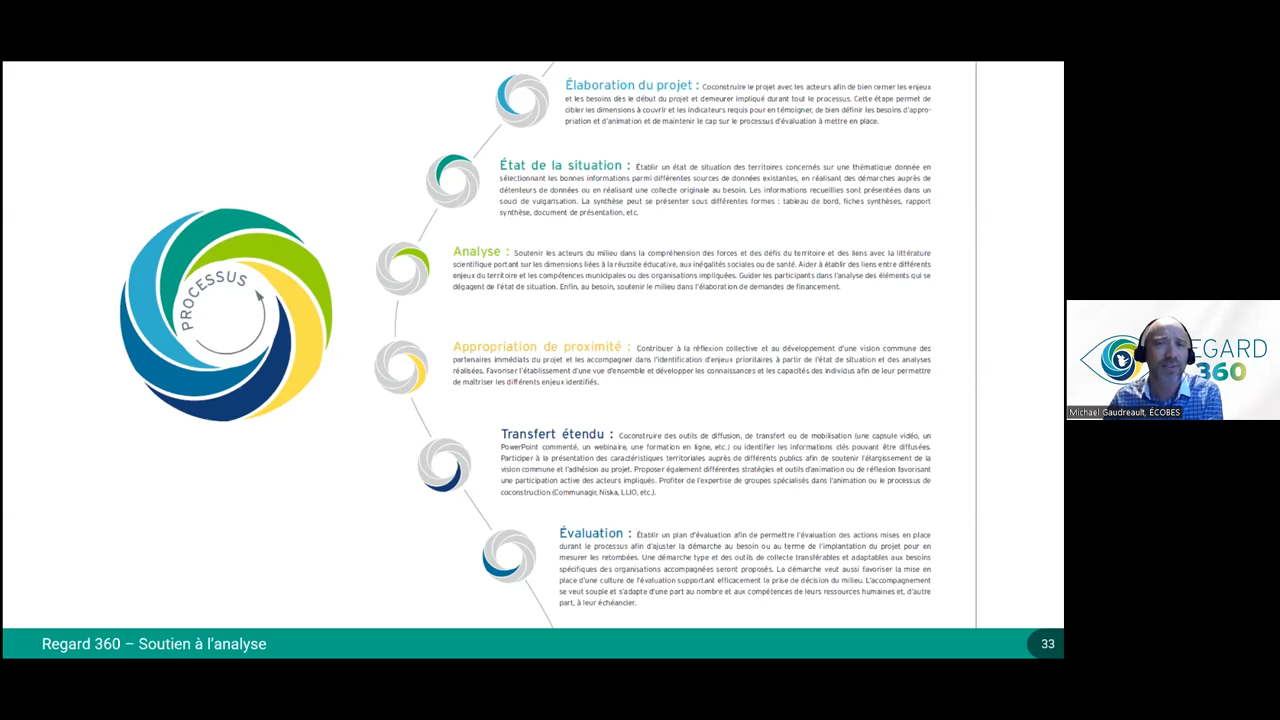 Élaboration du projet : Coconstruire le projet avec les acteurs afin de bien cerner les enjeux
et les besoins dès le début du projet et demeurer impliqué durant tout le processus. Cette étape permet de
cibler les dimensions à couvrir et les indicateurs requis pour en témoigner, de bien définir les besoins d'appro-
priation et d'animation et de maintenir le cap sur le processus d'évaluation à mettre en place.
État de la situation : Établir un état de situation des territoires concernés sur une thématique donnée en
sélectionnant les bonnes informations parmi différentes sources de données existantes, en réalisant des démarches auprès de
détenteurs de données ou en réalisant une collecte originale au besoin. Les informations recueillies sont présentées dans un
souci de vulgarisation. La synthèse peut se présenter sous différentes formes : tableau de bord, fiches synthèses, rapport
synthèse, document de présentation, etc.
PROCESSUS
Analyse : Soutenir les acteurs du milieu dans la compréhension des forces et des défis du territoire et des liens avec la littérature
scientifique portant sur les dimensions liées à la réussite éducative, aux inégalités sociales ou de santé. Aider à établir des liens entre différents
enjeux du territoire et les compétences municipales ou des organisations impliquées. Guider les participants dans l'analyse des éléments qui se
dégagent de l'état de situation. Enfin, au besoin, soutenir le milieu dans l'élaboration de demandes de financement.
Appropriation de proximité : Contribuer à la réflexion collective et au développement d'une vision commune des
partenaires immédiats du projet et les accompagner dans l'identification d'enjeux prioritaires à partir de l'état de situation et des analyses
réalisées. Favoriser l'établissement d'une vue d'ensemble et développer les connaissances et les capacités des individus afin de leur permettre
de maîtriser les différents enjeux identifiés.
Transfert étendu : Coconstruire des outils de diffusion, de transfert ou de mobilisation (une capsule vidéo, un
PowerPoint commenté, un webinaire, une formation en ligne, etc.) ou identifier les informations clés pouvant être diffusées.
Participer à la présentation des caractéristiques territoriales auprès de différents publics afin de soutenir l'élargissement de la
vision commune et l'adhésion au projet. Proposer également différentes stratégies et outils d'animation ou de réflexion favorisant
une participation active des acteurs impliqués. Profiter de l'expertise de groupes spécialisés dans l'animation ou le processus de
coconstruction (Communagir, Niska, LLIO, etc.).
Évaluation : Établir un plan d'évaluation afin de permettre l'évaluation des actions mises en place
durant le processus afin d'ajuster la démarche au besoin ou au terme de l'implantation du projet pour en
mesurer les retombées. Une démarche type et des outils de collecte transférables et adaptables aux besoins
spécifiques des organisations accompagnées seront proposés. La démarche veut aussi favoriser la mise en
place d'une culture de l'évaluation supportant efficacement la prise de décision du milieu. L'accompagnement
se veut souple et s'adapte d'une part au nombre et aux compétences de leurs ressources humaines et, d'autre
part, à leur échéancier.
Regard 360 – Soutien à l'analyse
33
EGARD
360
Michael Gaudreault, ÉCOBES